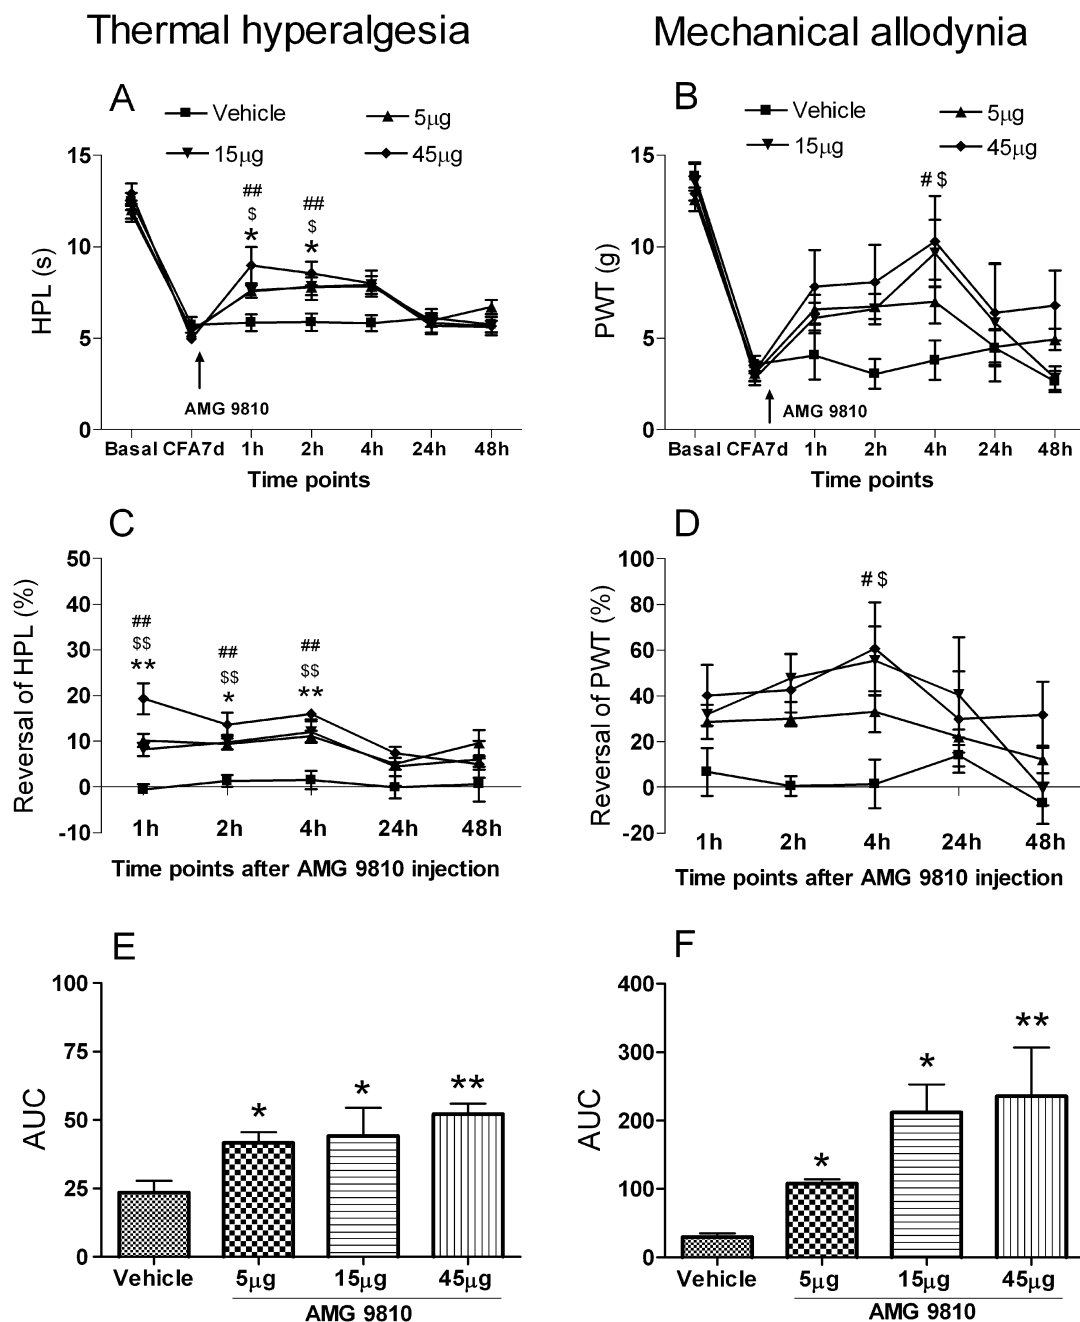 Thermal hyperalgesia
Mechanical allodynia
A
Vehicle
5μg
15μg
45μg
15
10
5
0
HPL (s)
##
$
*
##
$
*
AMG 9810
Basal CFA7d 1h 2h 4h 24h 48h
Time points
B
Vehicle
5μg
15μg
45μg
15
10
5
0
PWT (g)
# $
AMG 9810
Basal CFA7d 1h 2h 4h 24h 48h
Time points
C
50
40
30
20
10
0
-10
Reversal of HPL (%)
##
$$
**
##
$$
*
##
$$
**
1h 2h 4h 24h 48h
Time points after AMG 9810 injection
D
100
80
60
40
20
0
-20
Reversal of PWT (%)
# $
1h 2h 4h 24h 48h
Time points after AMG 9810 injection
E
100
75
50
25
0
AUC
*
*
**
Vehicle 5μg 15μg 45μg
AMG 9810
F
400
300
200
100
0
AUC
*
*
**
Vehicle 5μg 15μg 45μg
AMG 9810